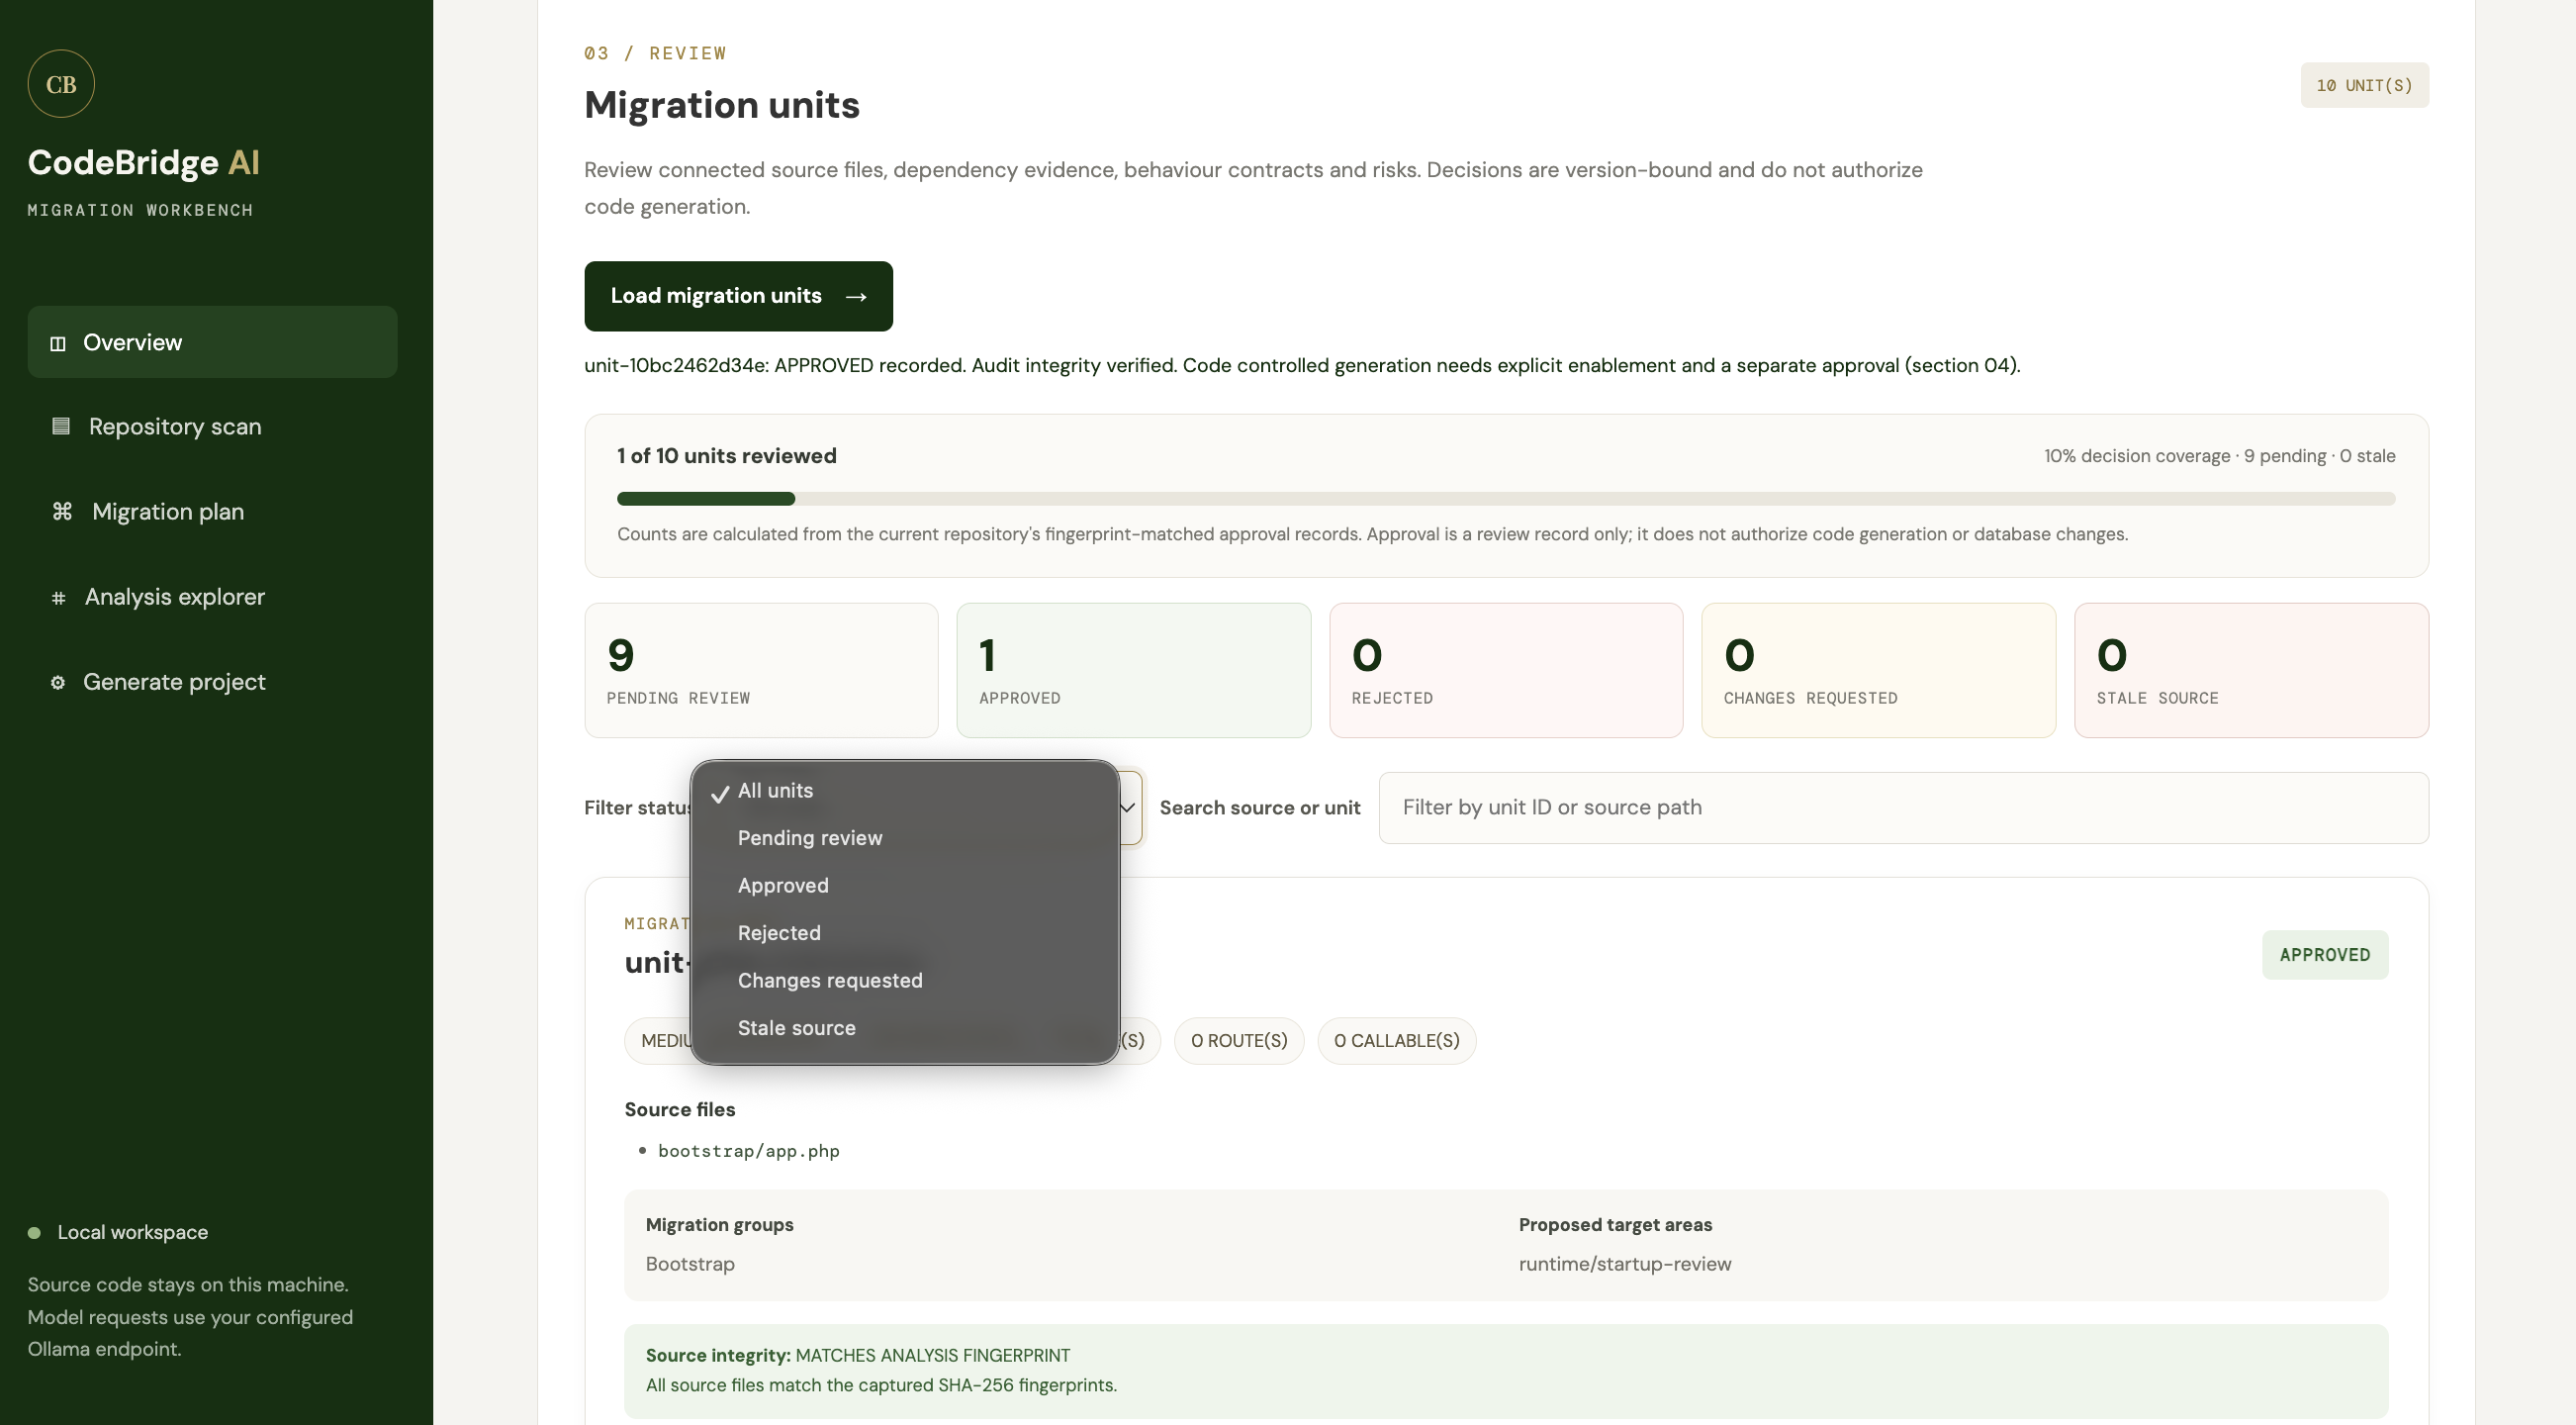 CB
CodeBridge AI
MIGRATION WORKBENCH
Overview
Repository scan
Migration plan
Analysis explorer
Generate project
Local workspace
Source code stays on this machine.
Model requests use your configured
Ollama endpoint.
03 / REVIEW
Migration units
10 UNIT(S)
Review connected source files, dependency evidence, behaviour contracts and risks. Decisions are version-bound and do not authorize
code generation.
Load migration units →
unit-10bc2462d34e: APPROVED recorded. Audit integrity verified. Code controlled generation needs explicit enablement and a separate approval (section 04).
1 of 10 units reviewed
10% decision coverage · 9 pending · 0 stale
Counts are calculated from the current repository's fingerprint-matched approval records. Approval is a review record only; it does not authorize code generation or database changes.
9
PENDING REVIEW
1
APPROVED
0
REJECTED
0
CHANGES REQUESTED
0
STALE SOURCE
Filter status
✓ All units
Pending review
Approved
Rejected
Changes requested
Stale source
Search source or unit
Filter by unit ID or source path
APPROVED
0 ROUTE(S)
0 CALLABLE(S)
Source files
• bootstrap/app.php
Migration groups
Bootstrap
Proposed target areas
runtime/startup-review
Source integrity: MATCHES ANALYSIS FINGERPRINT
All source files match the captured SHA-256 fingerprints.